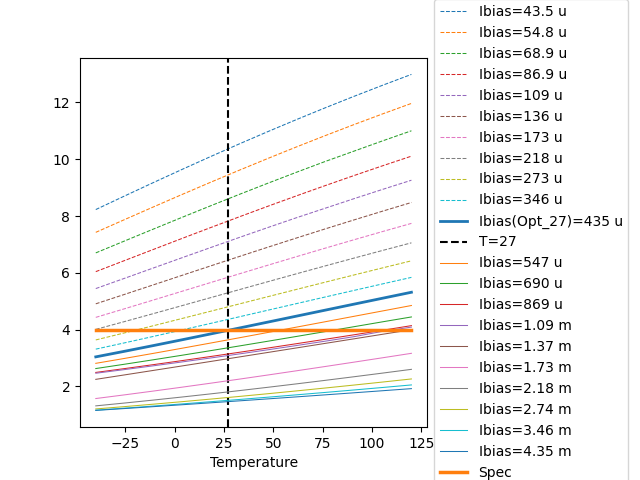 12
10
8
6
4
2
−25
0
25
50
75
100
125
Temperature
Ibias=43.5 u
Ibias=54.8 u
Ibias=68.9 u
Ibias=86.9 u
Ibias=109 u
Ibias=136 u
Ibias=173 u
Ibias=218 u
Ibias=273 u
Ibias=346 u
Ibias(Opt_27)=435 u
T=27
Ibias=547 u
Ibias=690 u
Ibias=869 u
Ibias=1.09 m
Ibias=1.37 m
Ibias=1.73 m
Ibias=2.18 m
Ibias=2.74 m
Ibias=3.46 m
Ibias=4.35 m
Spec